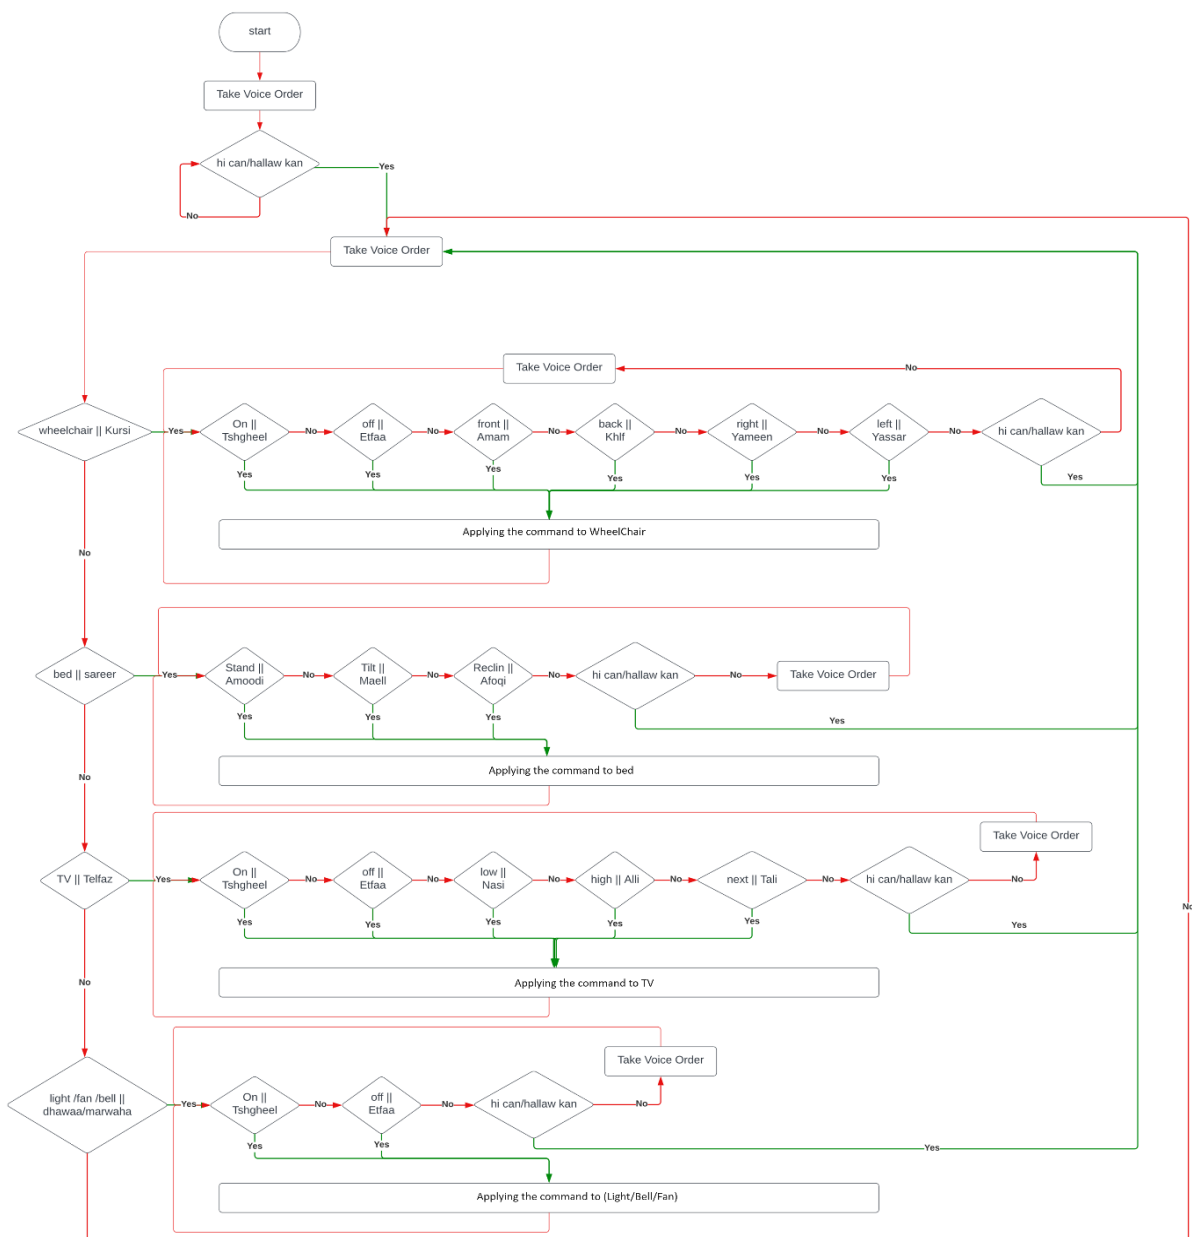 start
Take Voice Order
hi can/hallaw kan
Yes
No
Take Voice Order
Take Voice Order
No
wheelchair || Kursi
Yes
On ||
Tshgheel
No
off ||
Etfaa
No
front ||
Amam
No
back ||
Khlf
No
right ||
Yameen
No
left ||
Yassar
No
hi can/hallaw kan
Yes
Yes
Yes
Yes
Yes
Yes
Yes
Applying the command to WheelChair
No
bed || sareer
Yes
Stand ||
Amoodi
No
Tilt ||
Maell
No
Reclin ||
Afoqi
No
hi can/hallaw kan
No
Take Voice Order
Yes
Yes
Yes
Yes
Applying the command to bed
No
Take Voice Order
TV || Telfaz
Yes
On ||
Tshgheel
No
off ||
Etfaa
No
low ||
Nasi
No
high || Alli
No
next || Tali
No
hi can/hallaw kan
No
No
Yes
Yes
Yes
Yes
Yes
Yes
Applying the command to TV
No
Take Voice Order
light /fan /bell ||
dhawaa/marwaha
Yes
On ||
Tshgheel
No
off ||
Etfaa
No
hi can/hallaw kan
No
Yes
Yes
Yes
Applying the command to (Light/Bell/Fan)